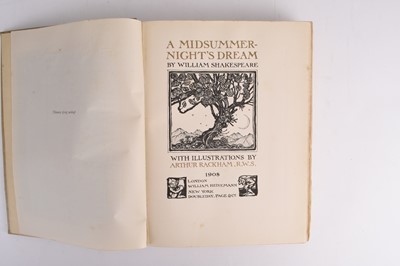 A MIDSUMMER-
NIGHT'S DREAM
BY WILLIAM SHAKESPEARE
WITH ILLUSTRATIONS BY
ARTHUR RACKHAM, R.W.S.
1908
LONDON
WILLIAM HEINEMANN
NEW YORK
DOUBLEDAY, PAGE & CO